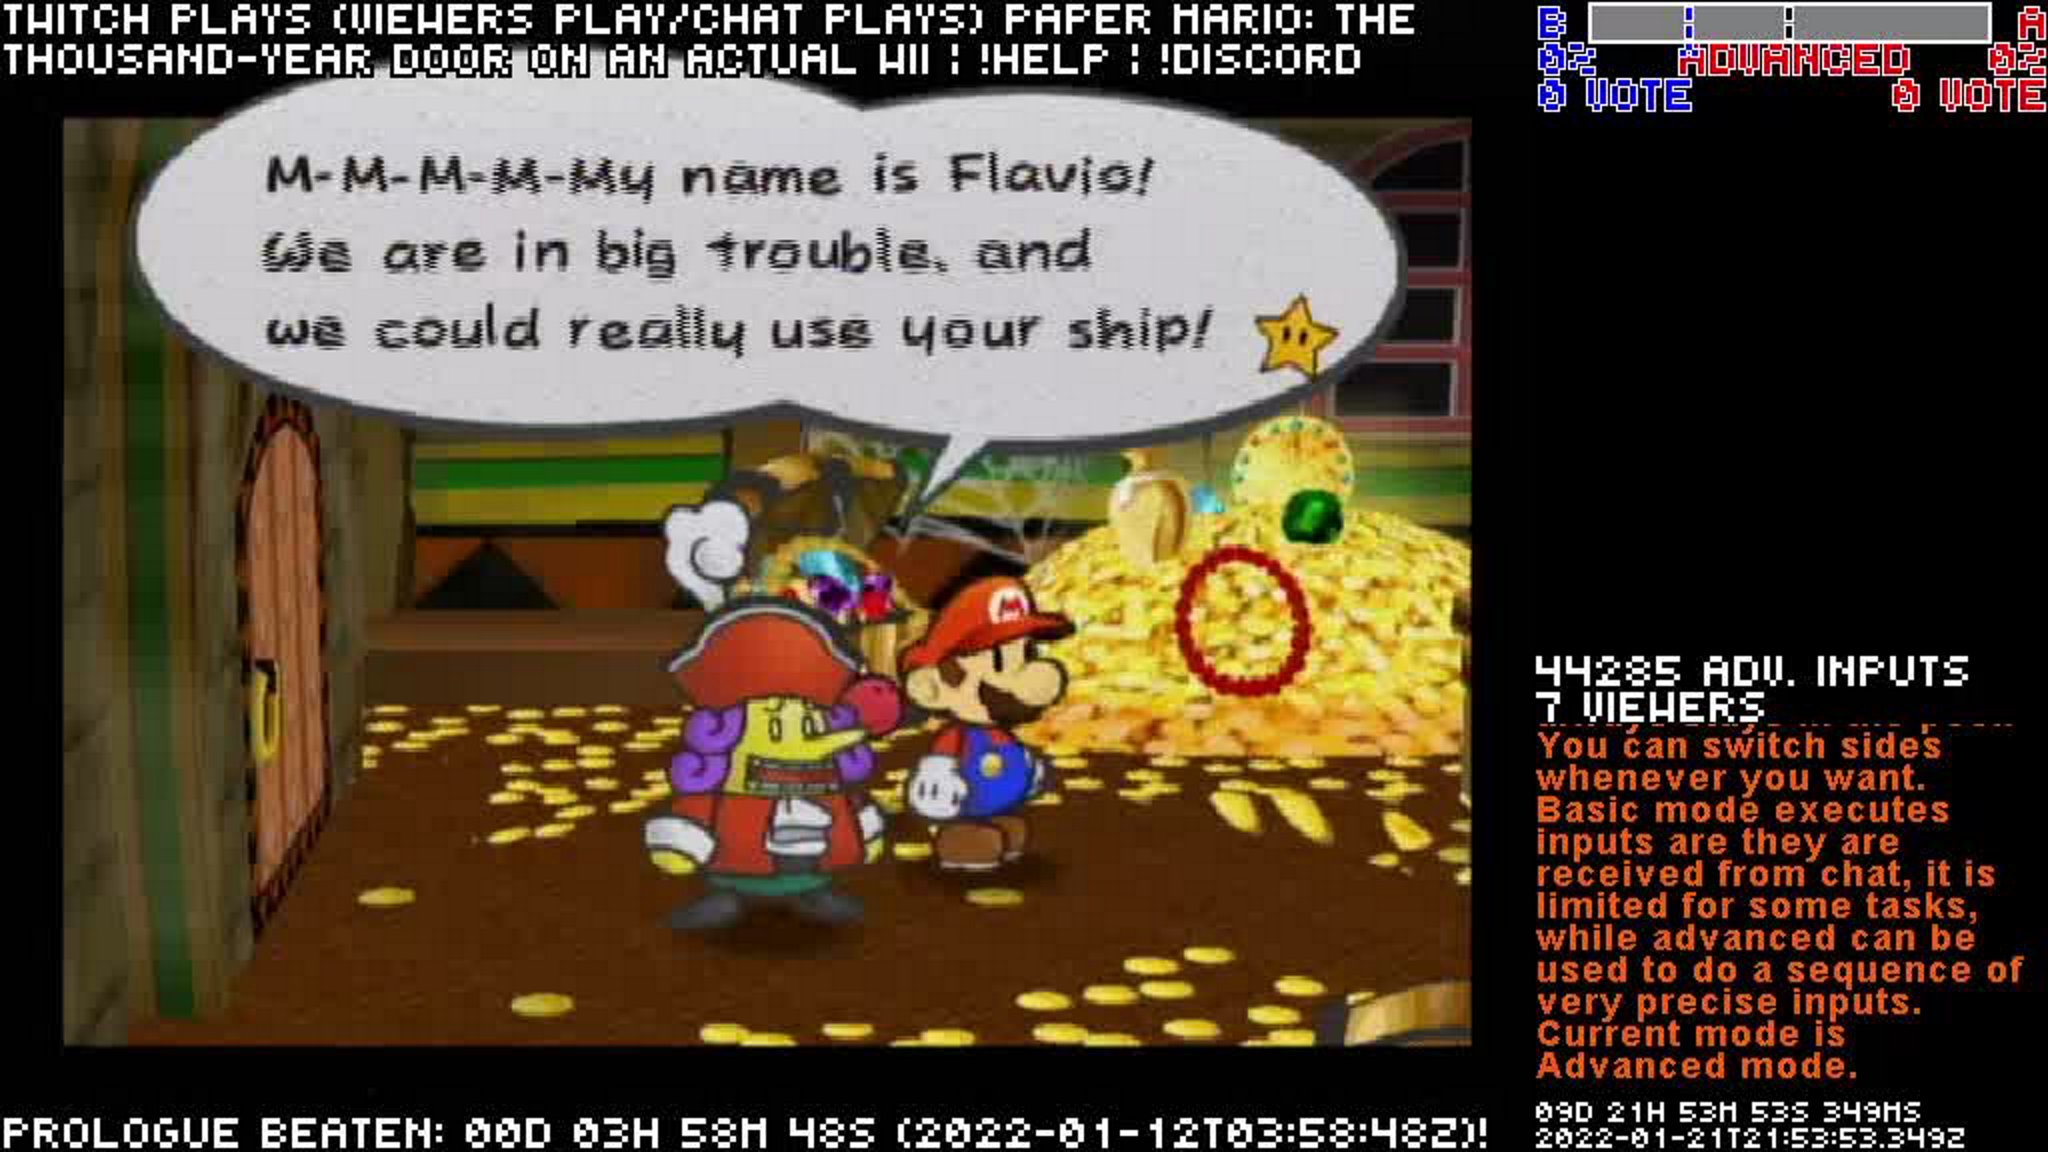 TWITCH PLAYS (VIEWERS PLAY/CHAT PLAYS) PAPER MARIO: THE
THOUSAND-YEAR DOOR ON AN ACTUAL WII | !HELP | !DISCORD
B A
0% ADVANCED 0%
0 VOTE 0 VOTE
M-M-M-M-My name is Flavio!
We are in big trouble, and
we could really use your ship!
M
44285 ADV. INPUTS
7 VIEWERS
You can switch sides
whenever you want.
Basic mode executes
inputs are they are
received from chat, it is
limited for some tasks,
while advanced can be
used to do a sequence of
very precise inputs.
Current mode is
Advanced mode.
09D 21H 53M 53S 349MS
2022-01-21T21:53:53.349Z
PROLOGUE BEATEN: 00D 03H 58M 48S (2022-01-12T03:58:48Z)!